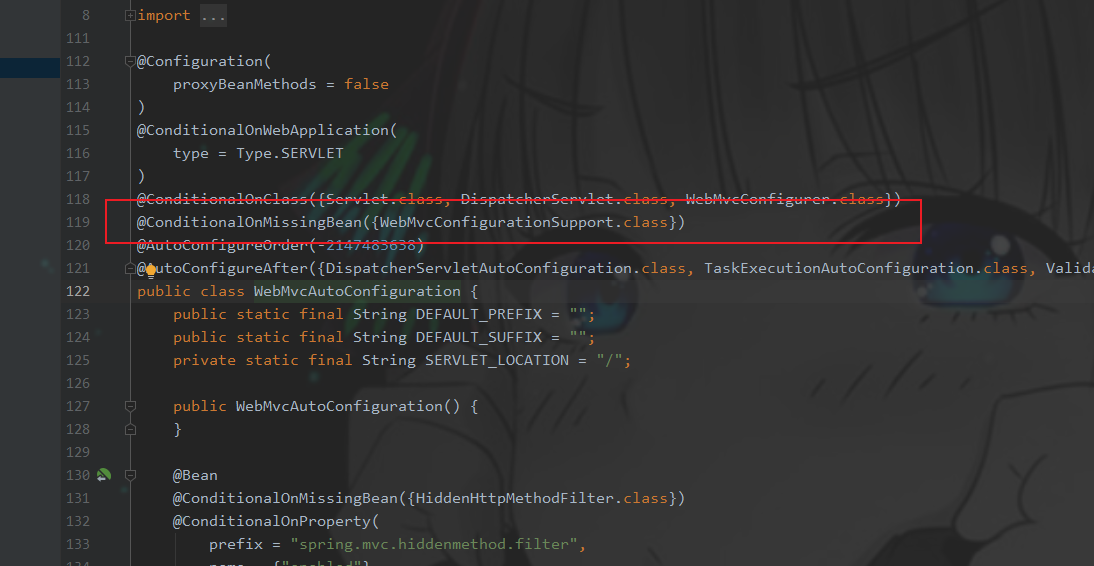 8 import ...
111
112 @Configuration(
113 proxyBeanMethods = false
114 )
115 @ConditionalOnWebApplication(
116 type = Type.SERVLET
117 )
118 @ConditionalOnClass({Servlet.class, DispatcherServlet.class, WebMvcConfigurer.class})
119 @ConditionalOnMissingBean({WebMvcConfigurationSupport.class})
120 @AutoConfigureOrder(-2147483638)
121 @AutoConfigureAfter({DispatcherServletAutoConfiguration.class, TaskExecutionAutoConfiguration.class, Valida
122 public class WebMvcAutoConfiguration {
123 public static final String DEFAULT_PREFIX = "";
124 public static final String DEFAULT_SUFFIX = "";
125 private static final String SERVLET_LOCATION = "/";
126
127 public WebMvcAutoConfiguration() {
128 }
129
130 @Bean
131 @ConditionalOnMissingBean({HiddenHttpMethodFilter.class})
132 @ConditionalOnProperty(
133 prefix = "spring.mvc.hiddenmethod.filter",